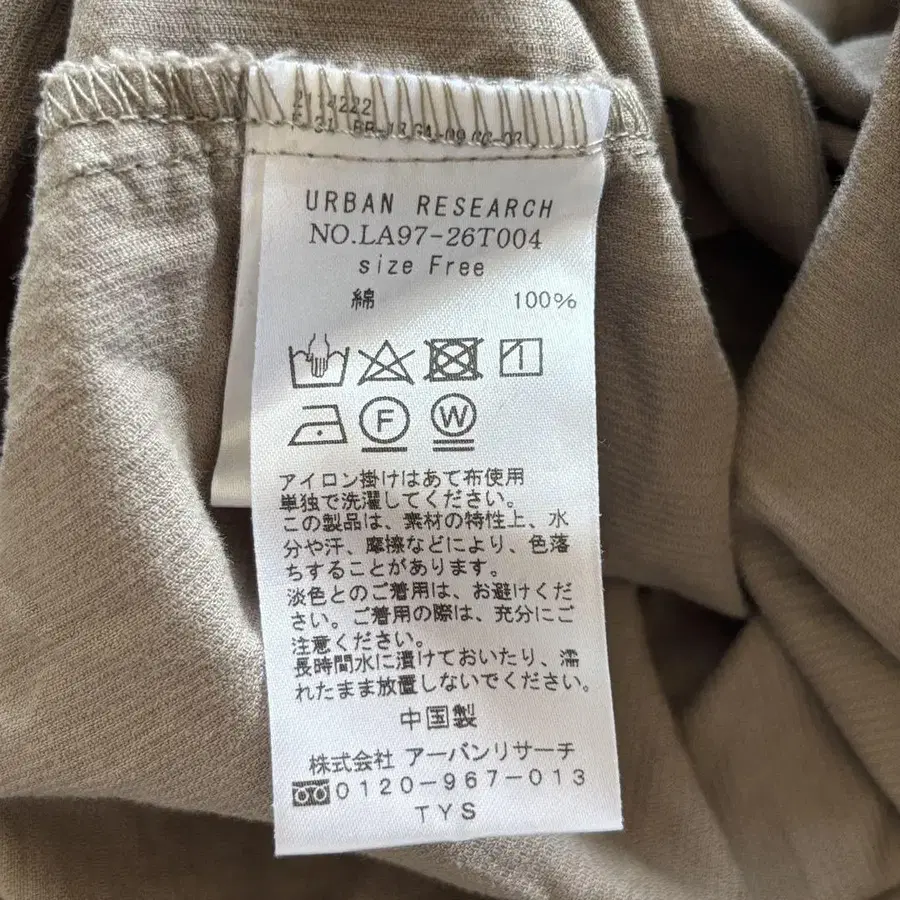 2114222
URBAN RESEARCH
NO.LA97-26T004
size Free
綿 100%
F
W
アイロン掛けはあて布使用
単独で洗濯してください。
この製品は、素材の特性上、水
分や汗、摩擦などにより、色落
ちすることがあります。
淡色とのご着用は、お避けくだ
さい。ご着用の際は、充分にご
注意ください。
長時間水に漬けておいたり、濡
れたまま放置しないでください。
中国製
株式会社 アーバンリサーチ
0120-967-013
TYS